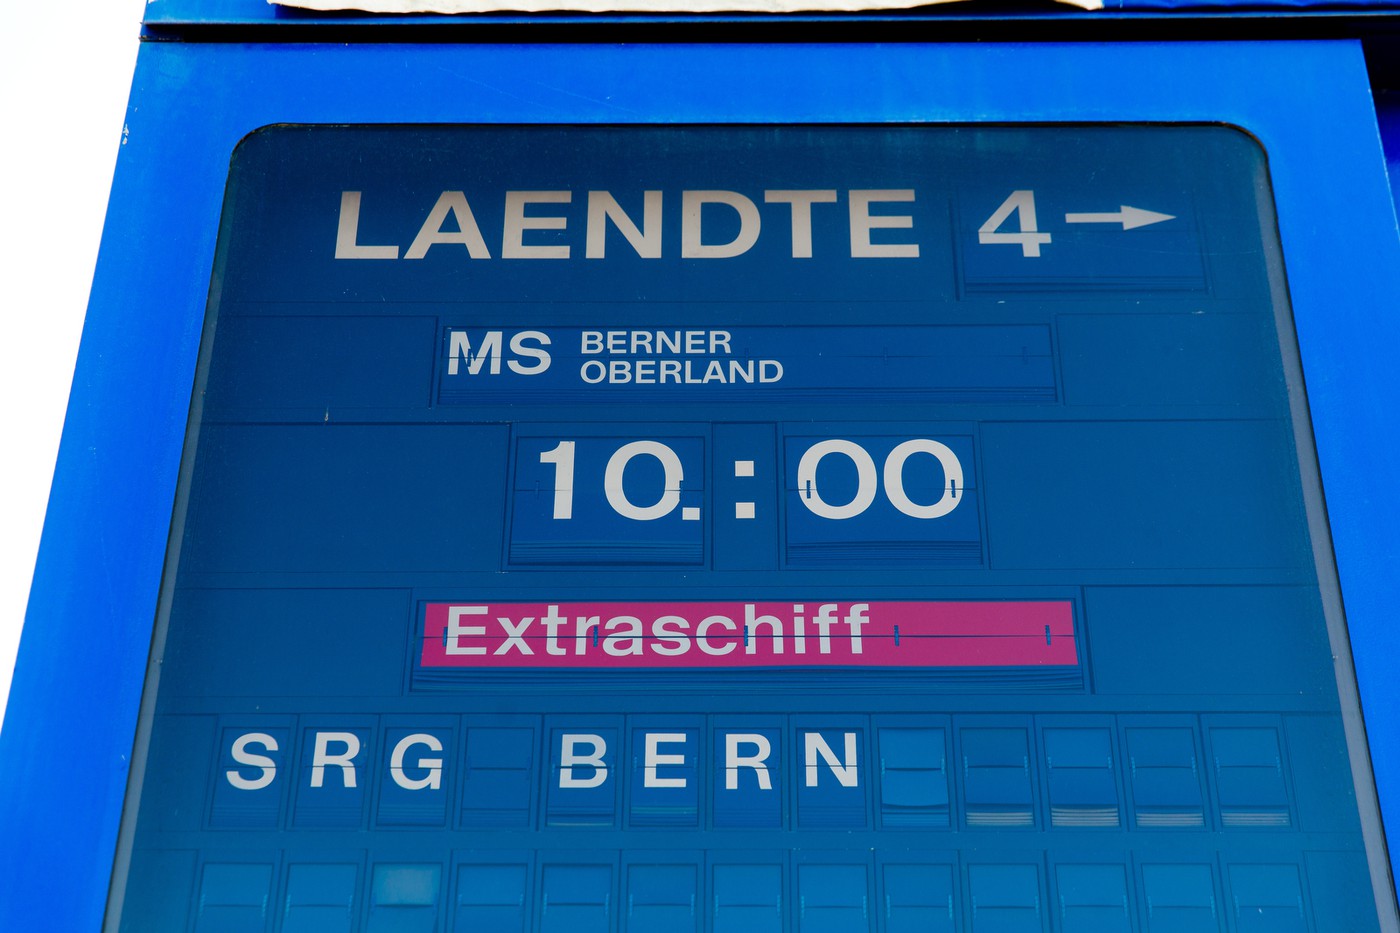 LAENDTE 4 →
MS BERNER
OBERLAND
10.:00
Extraschiff
SRG BERN